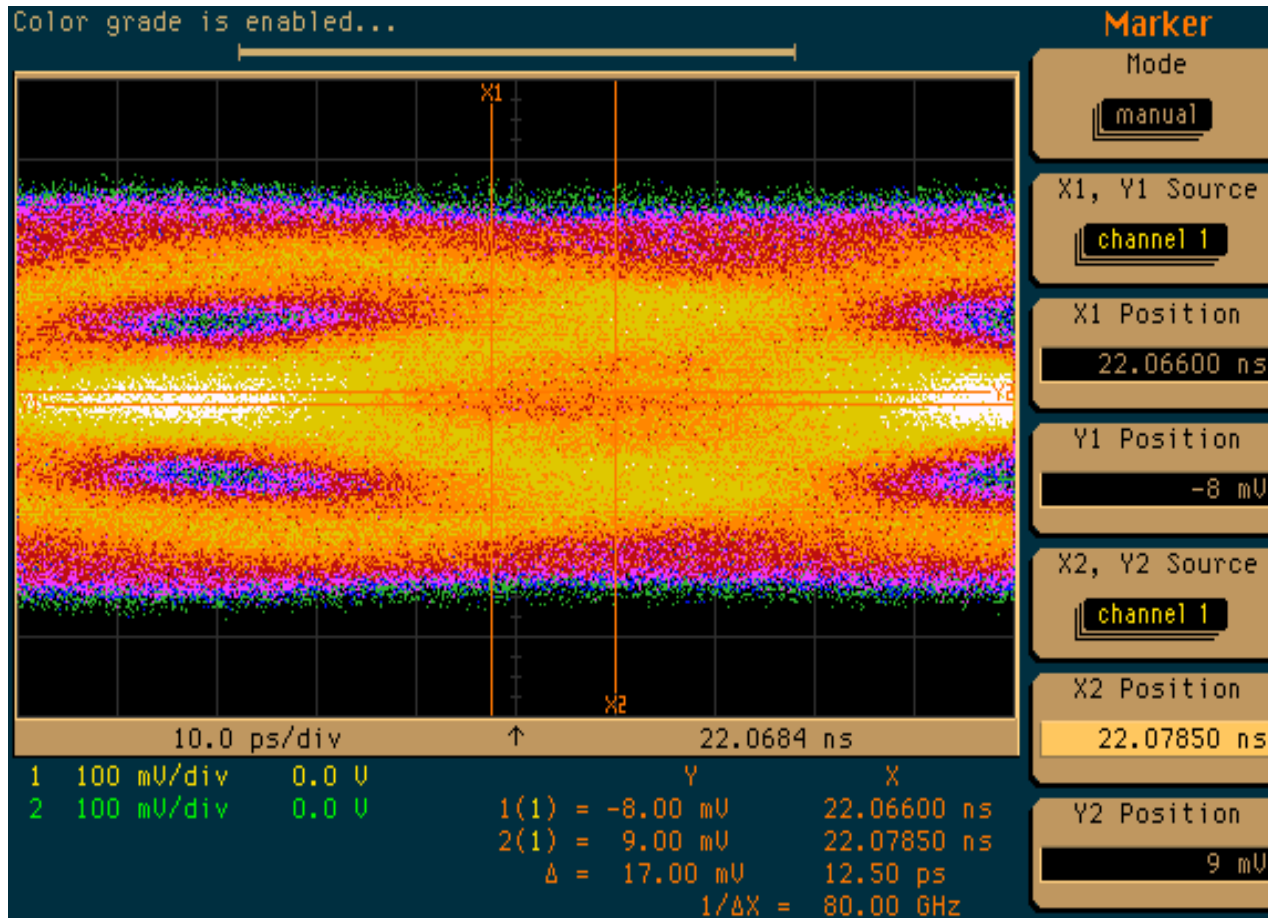 Color grade is enabled...
Marker
Mode
manual
X1, Y1 Source
channel 1
X1 Position
22.06600 ns
Y1 Position
-8 mV
X2, Y2 Source
channel 1
X2 Position
22.07850 ns
Y2 Position
9 mV
X1
Y2
X2
10.0 ps/div ↑ 22.0684 ns
1 100 mV/div 0.0 V Y X
2 100 mV/div 0.0 V 1(1) = -8.00 mV 22.06600 ns
2(1) = 9.00 mV 22.07850 ns
Δ = 17.00 mV 12.50 ps
1/ΔX = 80.00 GHz